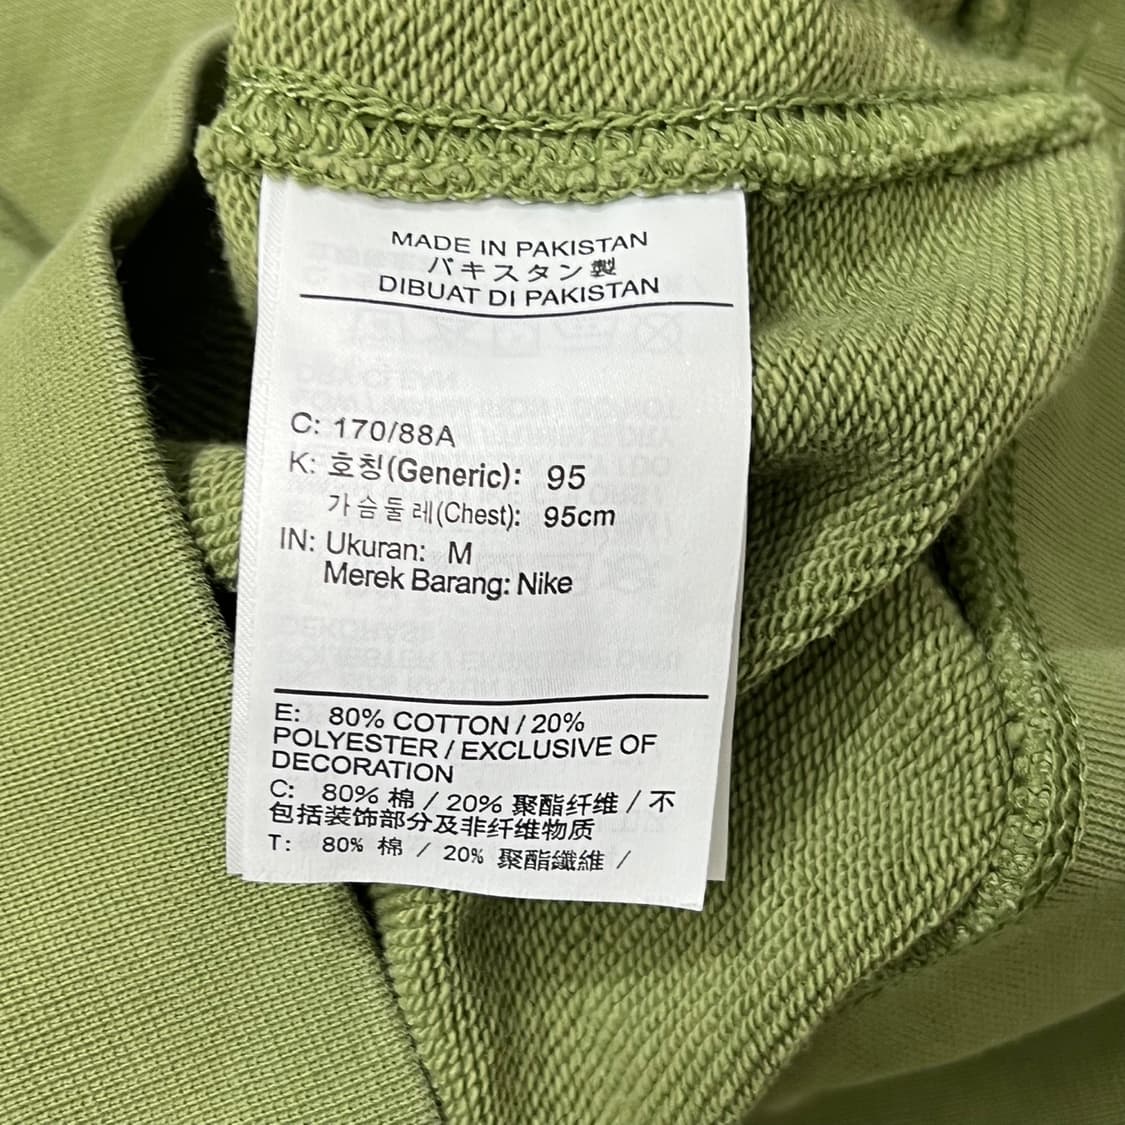 MADE IN PAKISTAN
パキスタン製
DIBUAT DI PAKISTAN
C: 170/88A
K: 호칭(Generic): 95
가슴둘레(Chest): 95cm
IN: Ukuran: M
Merek Barang: Nike
E: 80% COTTON / 20%
POLYESTER / EXCLUSIVE OF
DECORATION
C: 80% 棉 / 20% 聚酯纤维 / 不
包括装饰部分及非纤维物质
T: 80% 棉 / 20% 聚酯纖維 /